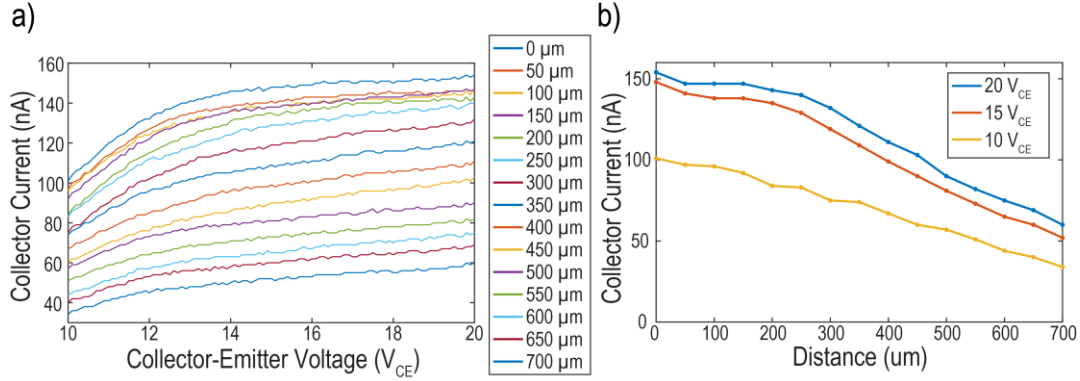 a)
160
140
120
100
80
60
40
10
12
14
16
18
20
Collector Current (nA)
Collector-Emitter Voltage (VCE)
0 µm
50 µm
100 µm
150 µm
200 µm
250 µm
300 µm
350 µm
400 µm
450 µm
500 µm
550 µm
600 µm
650 µm
700 µm
b)
150
100
50
0
0
100
200
300
400
500
600
700
Collector Current (nA)
Distance (um)
20 VCE
15 VCE
10 VCE